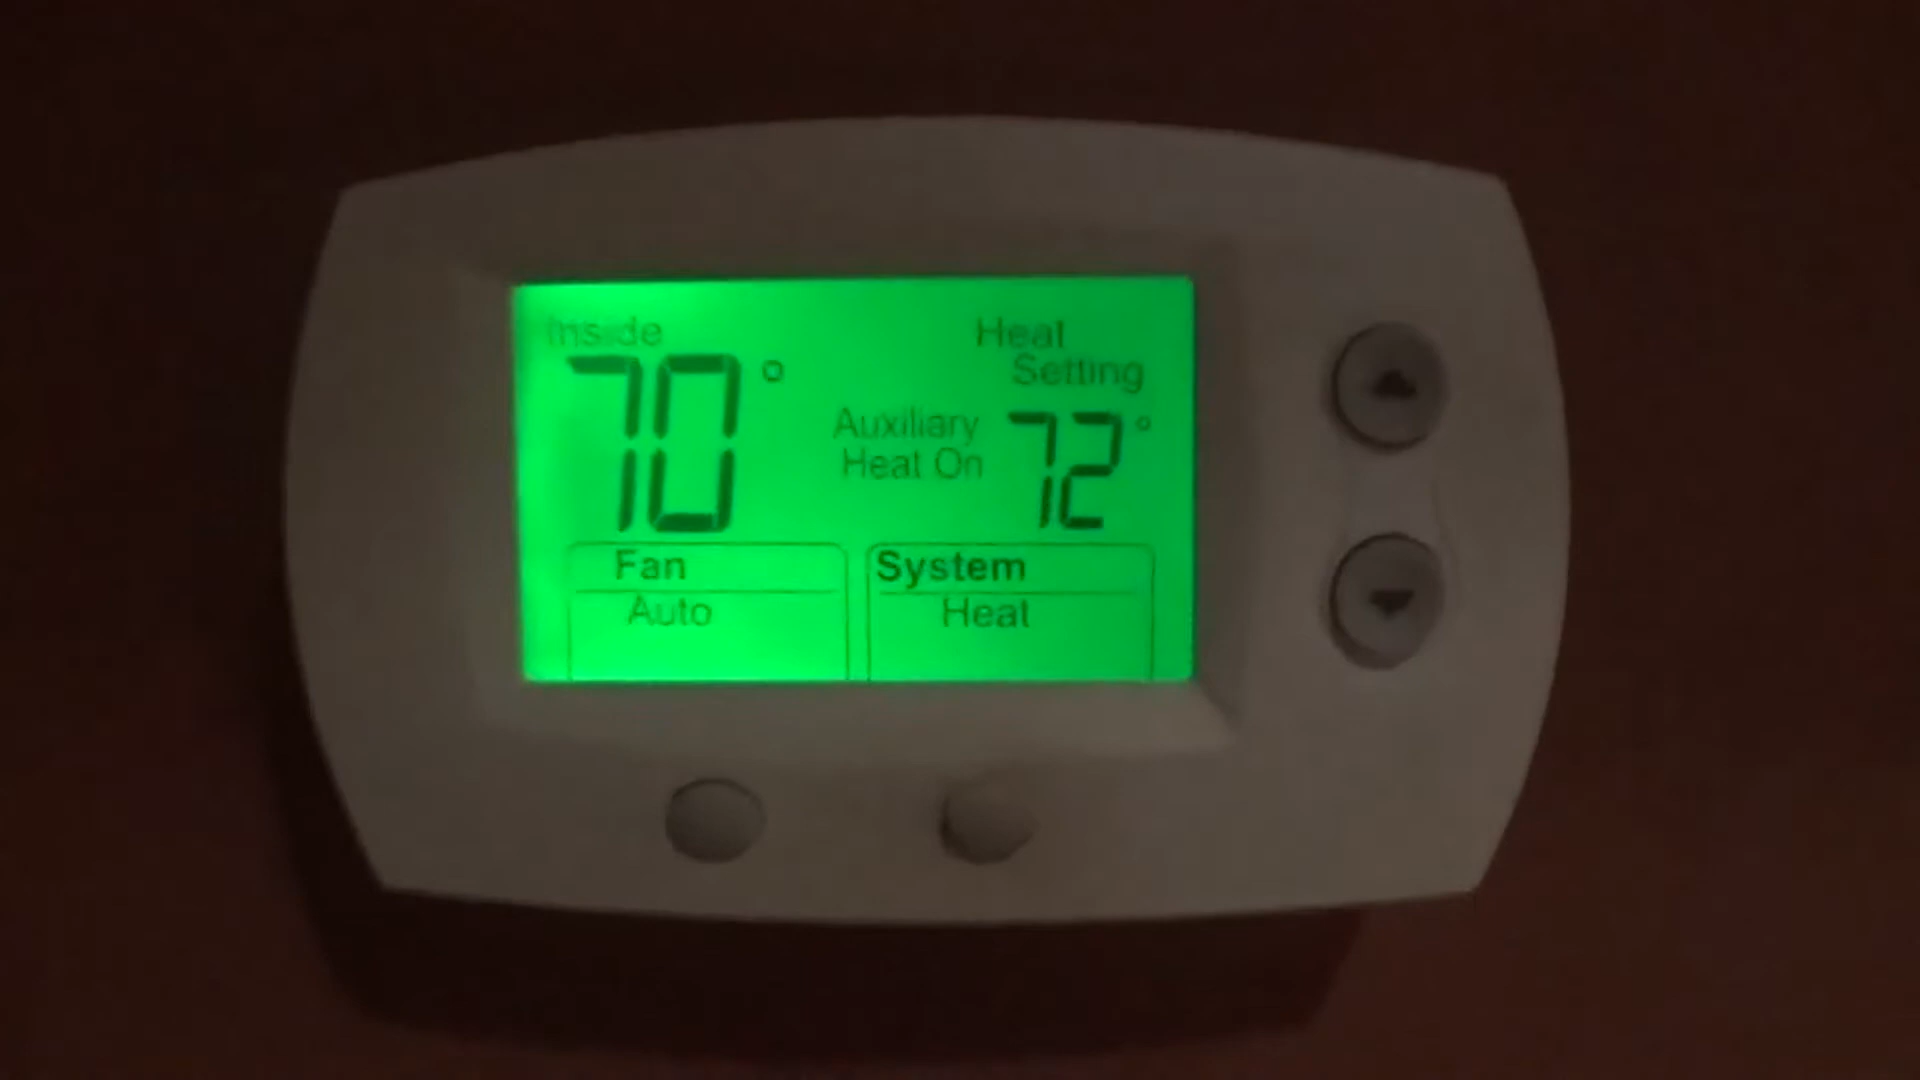 Inside
70°
Heat
Setting
Auxiliary
Heat On
72°
Fan
Auto
System
Heat